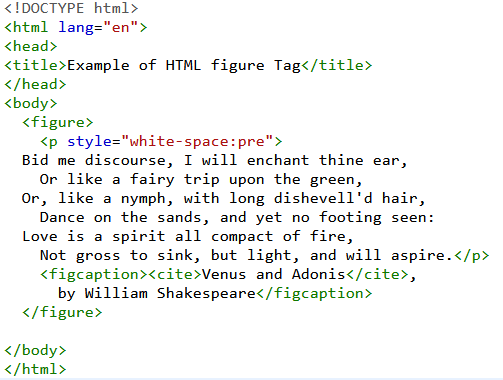 <!DOCTYPE html>
<html lang="en">
<head>
<title>Example of HTML figure Tag</title>
</head>
<body>
  <figure>
    <p style="white-space:pre">
  Bid me discourse, I will enchant thine ear,
    Or like a fairy trip upon the green,
  Or, like a nymph, with long dishevell'd hair,
    Dance on the sands, and yet no footing seen:
  Love is a spirit all compact of fire,
    Not gross to sink, but light, and will aspire.</p>
    <figcaption><cite>Venus and Adonis</cite>,
      by William Shakespeare</figcaption>
  </figure>

</body>
</html>